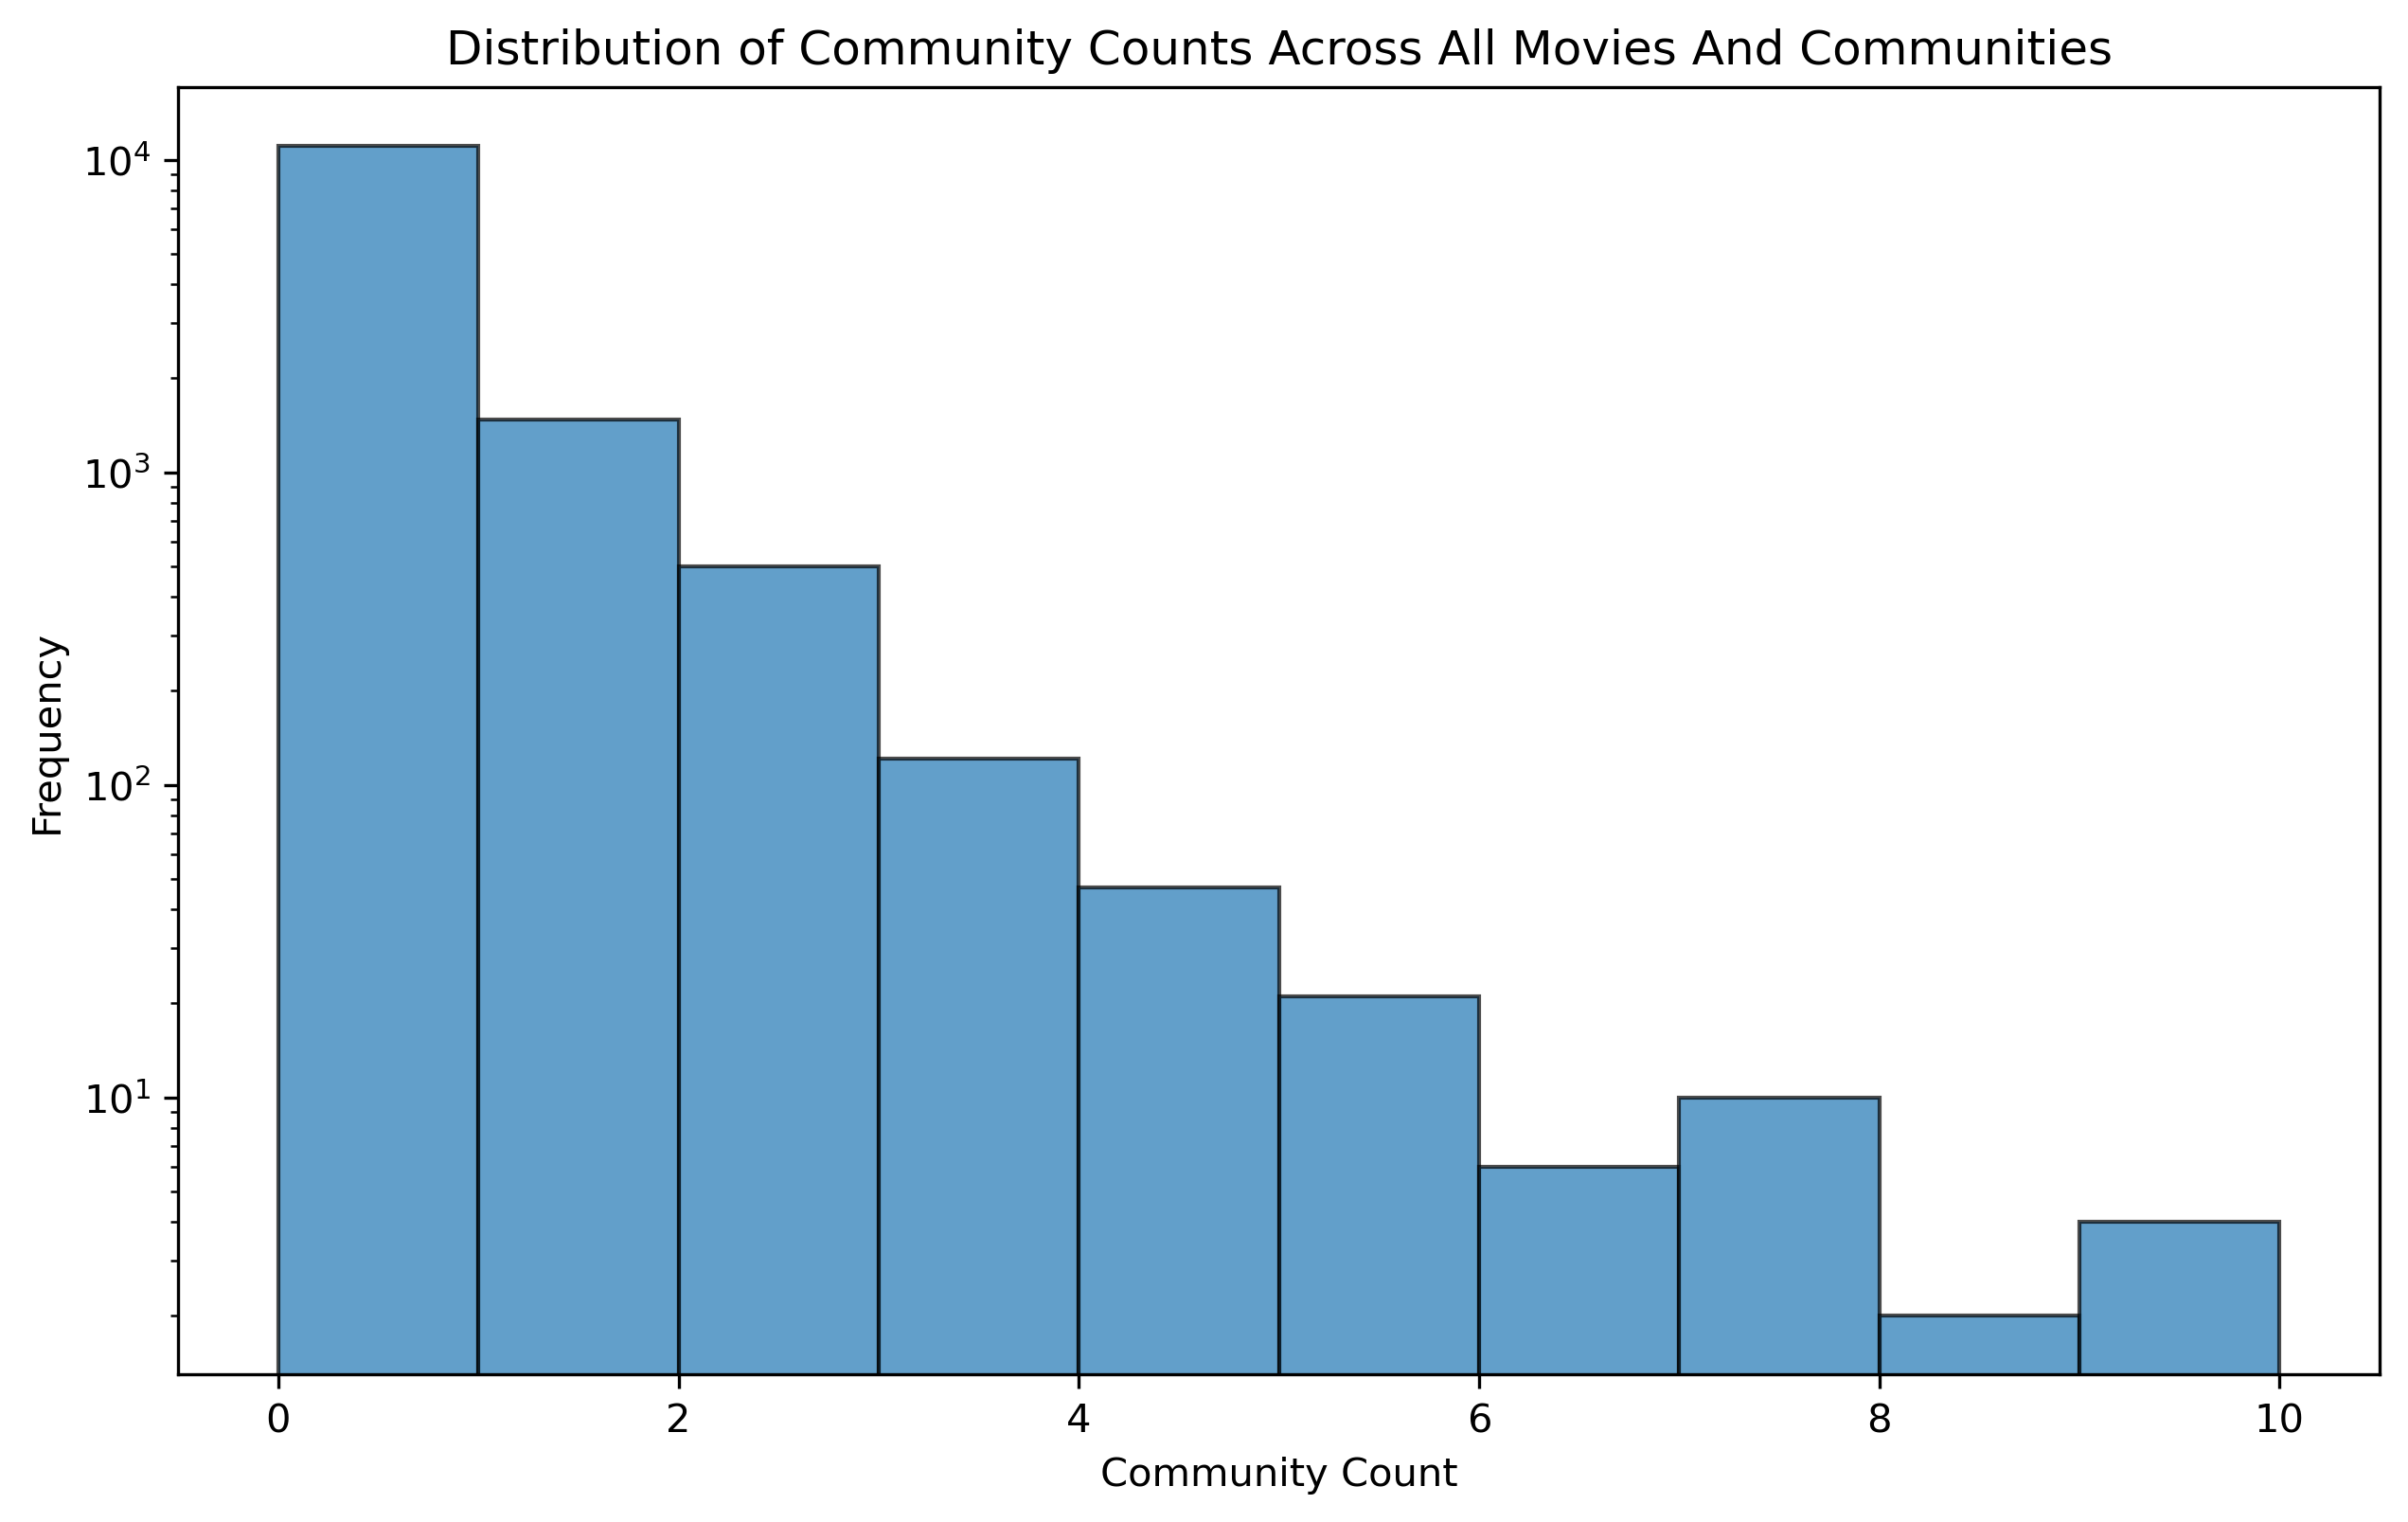 Distribution of Community Counts Across All Movies And Communities
10⁴
10³
10²
10¹
Frequency
0 2 4 6 8 10
Community Count